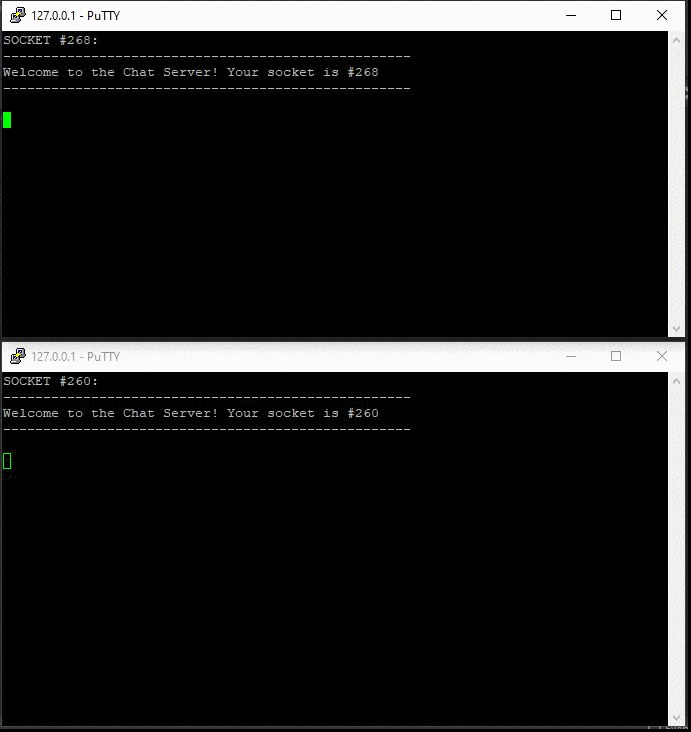 127.0.0.1 - PuTTY
SOCKET #268:
---------------------------------------------------
Welcome to the Chat Server! Your socket is #268
---------------------------------------------------
127.0.0.1 - PuTTY
SOCKET #260:
---------------------------------------------------
Welcome to the Chat Server! Your socket is #260
---------------------------------------------------